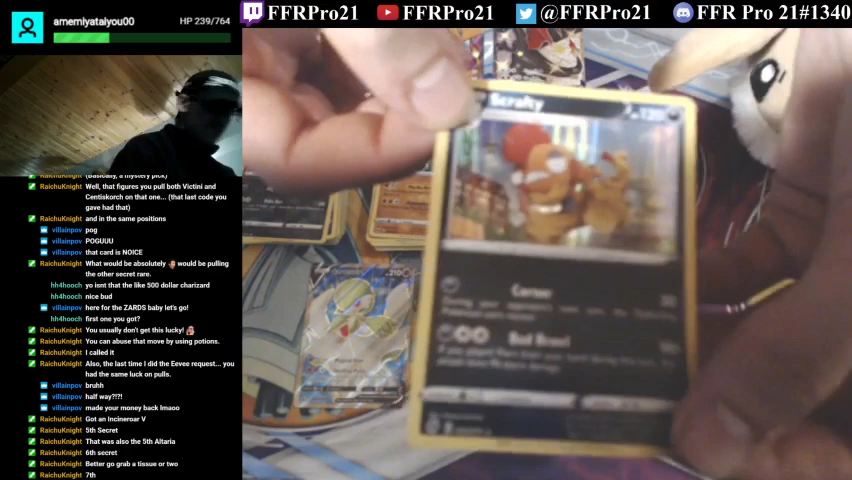 amemiyataiyou00
HP 239/764
FFRPro21
FFRPro21
@FFRPro21
FFR Pro 21#1340
RaichuKnight (Basically, a mystery pick)
RaichuKnight Well, that figures you pull both Victini and
Centiskorch on that one... (that last code you
gave had that)
RaichuKnight and in the same positions
villainpov pog
villainpov POGUUU
villainpov that card is NOICE
RaichuKnight What would be absolutely would be pulling
the other secret rare.
hh4hooch yo isnt that the like 500 dollar charizard
hh4hooch nice bud
villainpov here for the ZARDS baby let's go!
hh4hooch first one you got?
RaichuKnight You usually don't get this lucky!
RaichuKnight You can abuse that move by using potions.
RaichuKnight I called it
RaichuKnight Also, the last time I did the Eevee request... you
had the same luck on pulls.
villainpov bruhh
villainpov half way?!?!
villainpov made your money back lmaoo
RaichuKnight Got an Incineroar V
RaichuKnight 5th Secret
RaichuKnight That was also the 5th Altaria
RaichuKnight 6th secret
RaichuKnight Better go grab a tissue or two
RaichuKnight 7th
Scrafty
120
Corner
30
210